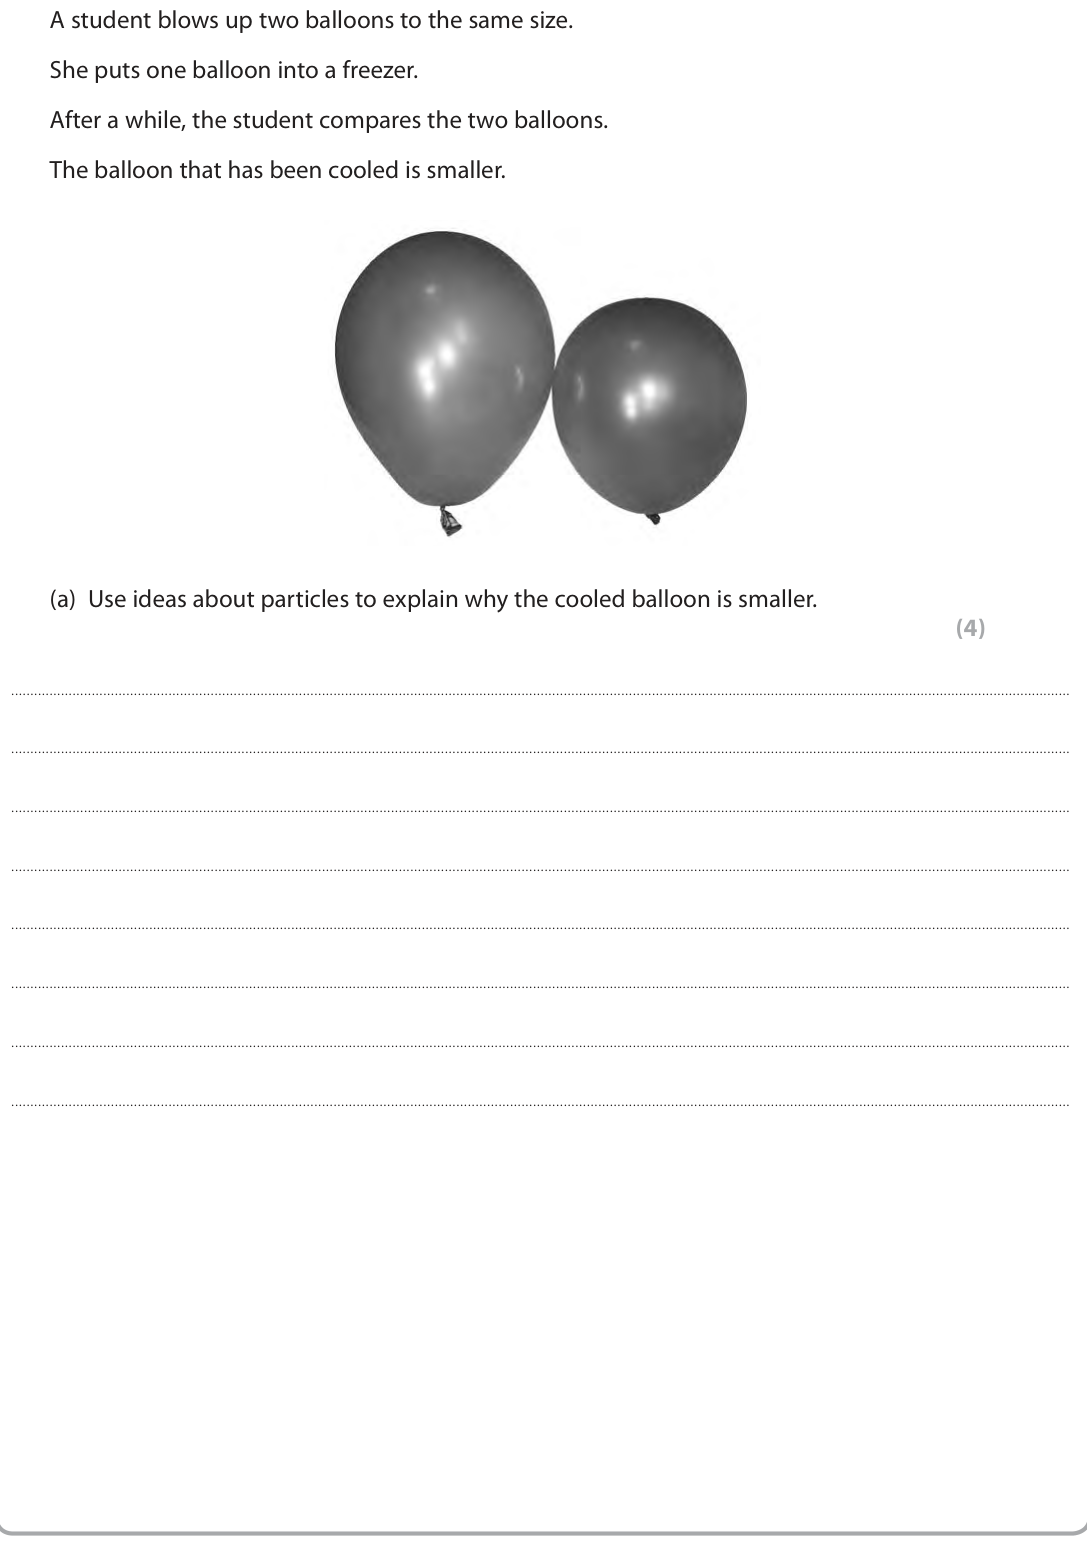 A student blows up two balloons to the same size.
She puts one balloon into a freezer.
After a while, the student compares the two balloons.
The balloon that has been cooled is smaller.
(a) Use ideas about particles to explain why the cooled balloon is smaller.
(4)